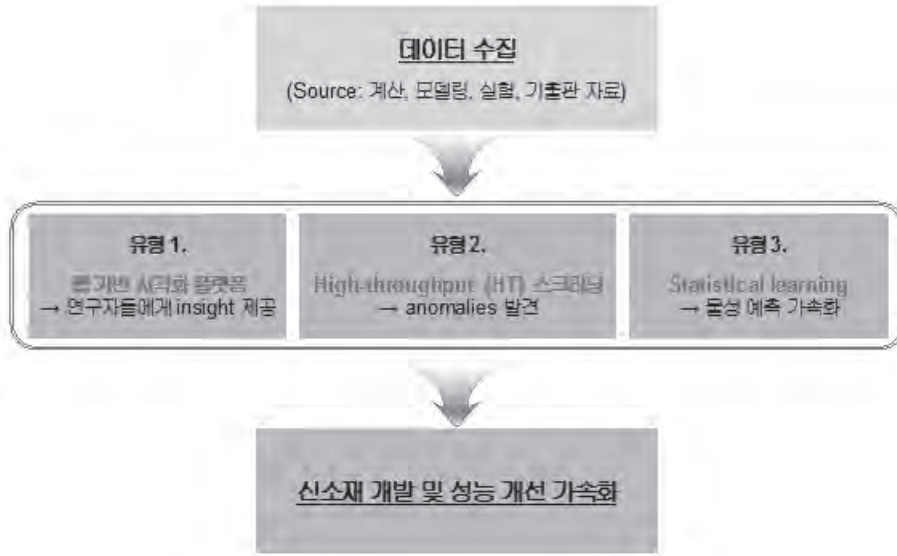 데이터 수집
(Source: 계산, 모델링, 실험, 기출판 자료)
유형 1.
웹 기반 시각화 플랫폼
→ 연구자들에게 insight 제공
유형 2.
High-throughput (HT) 스크리닝
→ anomalies 발견
유형 3.
Statistical learning
→ 물성 예측 가속화
신소재 개발 및 성능 개선 가속화